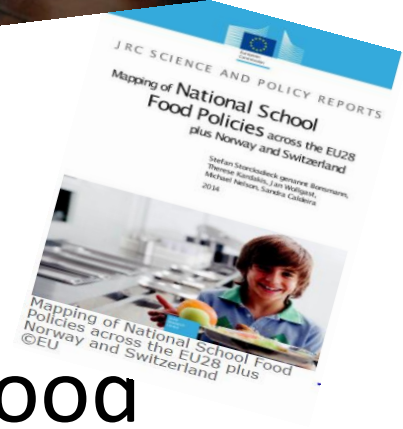 European
Commission
JRC SCIENCE AND POLICY REPORTS
Mapping of National School
Food Policies across the EU28
plus Norway and Switzerland
Stefan Storcksdieck genannt Bonsmann,
Therese Kardakis, Jan Wollgast,
Michael Nelson, Sandra Caldeira
2014
Mapping of National School Food
Policies across the EU28 plus
Norway and Switzerland
©EU
ood